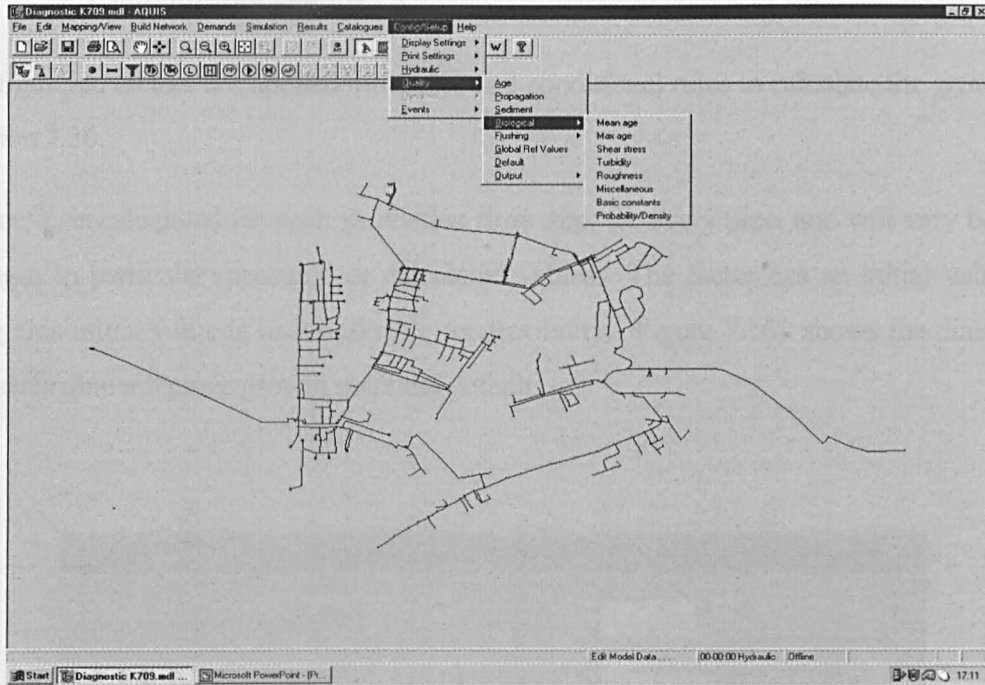 Diagnostic K709.mdl - AQUIS
File Edit Mapping/View Build Network Demands Simulation Results Catalogues Config/Setup Help
Display Settings
Print Settings
Hydraulic
Quality
Events
Age
Propagation
Sediment
Biological
Flushing
Global Ref Values
Default
Output
Mean age
Max age
Shear stress
Turbidity
Roughness
Miscellaneous
Basic constants
Probability/Density
Edit Model Data 00-00:00 Hydraulic Offline
Start Diagnostic K709.mdl ... Microsoft PowerPoint - [Pr... 17:11